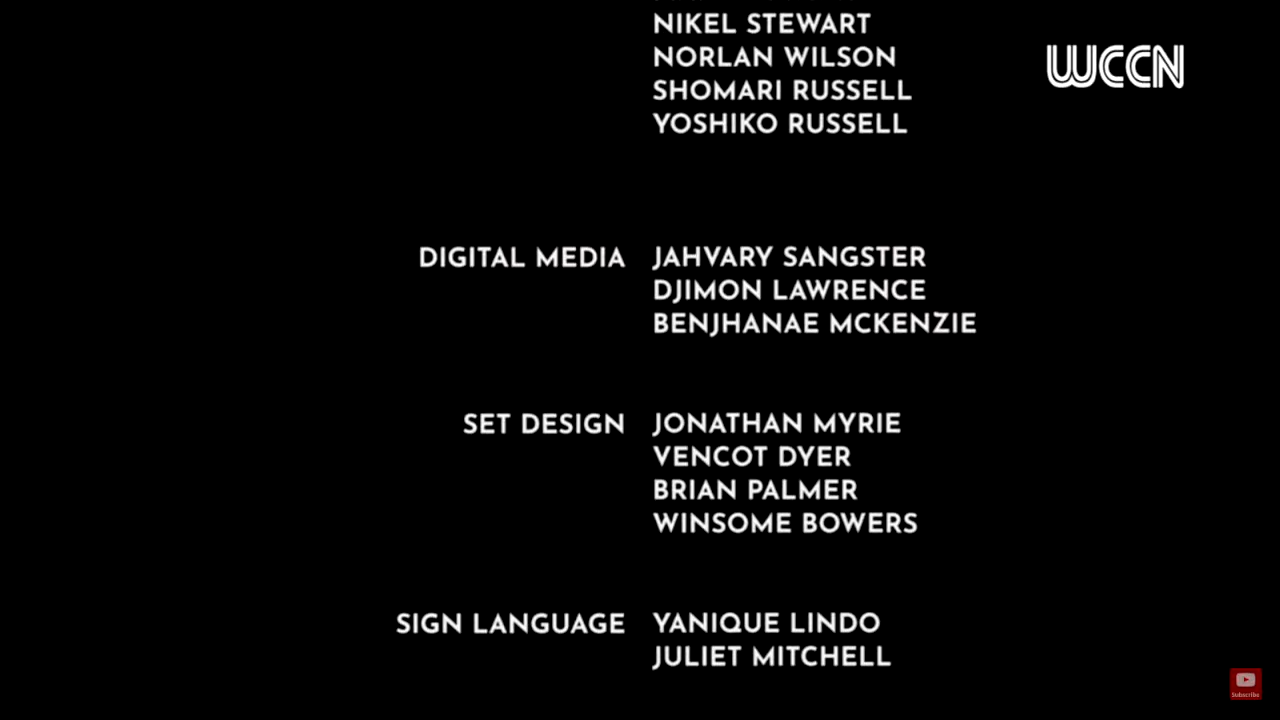 NIKEL STEWART
NORLAN WILSON
WCCN
SHOMARI RUSSELL
YOSHIKO RUSSELL
DIGITAL MEDIA JAHVARY SANGSTER
DJIMON LAWRENCE
BENJHANAE MCKENZIE
SET DESIGN JONATHAN MYRIE
VENCOT DYER
BRIAN PALMER
WINSOME BOWERS
SIGN LANGUAGE YANIQUE LINDO
JULIET MITCHELL
Subscribe